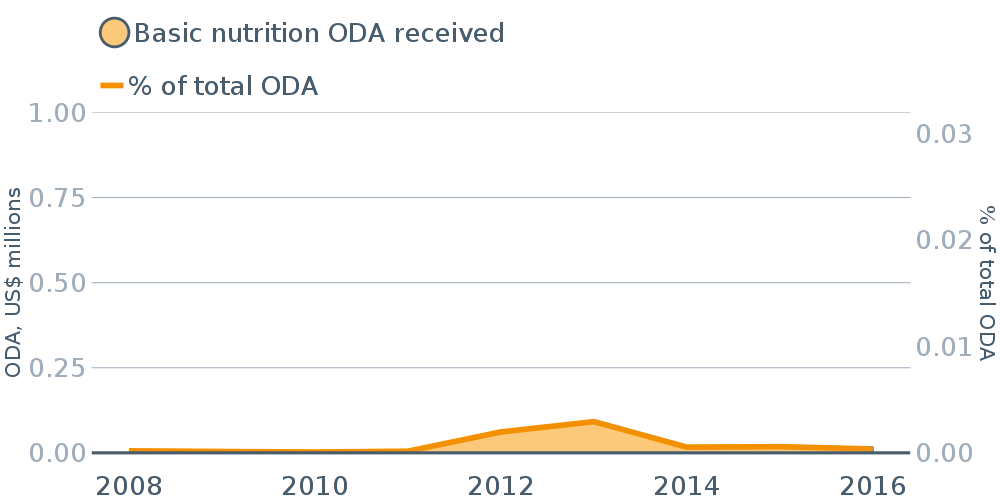 Basic nutrition ODA received
% of total ODA
ODA, US$ millions
1.00
0.75
0.50
0.25
0.00
0.03
0.02
0.01
0.00
% of total ODA
2008 2010 2012 2014 2016